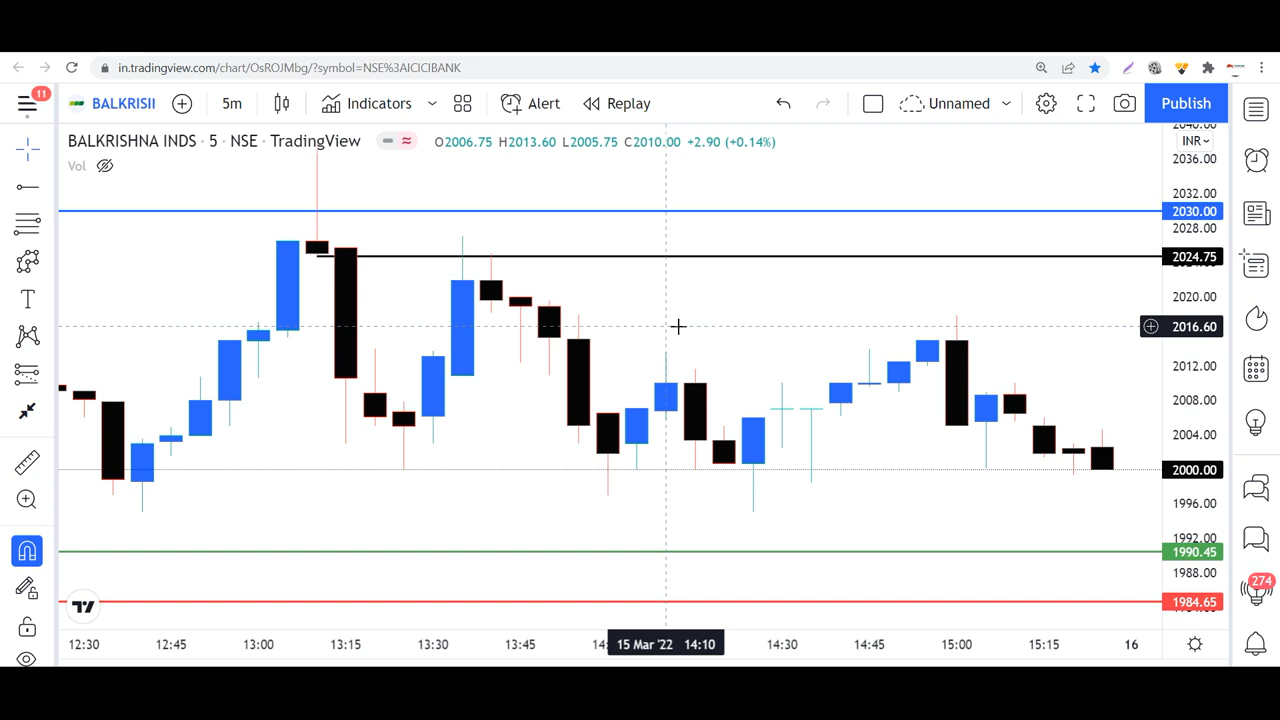 in.tradingview.com/chart/OsROJMbg/?symbol=NSE%3AICICIBANK
11
BALKRISII
5m
Indicators
Alert
Replay
Unnamed
Publish
BALKRISHNA INDS · 5 · NSE · TradingView
O2006.75 H2013.60 L2005.75 C2010.00 +2.90 (+0.14%)
INR
Vol
2036.00
2032.00
2030.00
2028.00
2024.75
2020.00
2016.60
2012.00
2008.00
2004.00
2000.00
1996.00
1992.00
1990.45
1988.00
1984.65
274
12:30
12:45
13:00
13:15
13:30
13:45
15 Mar '22 14:10
14:30
14:45
15:00
15:15
16